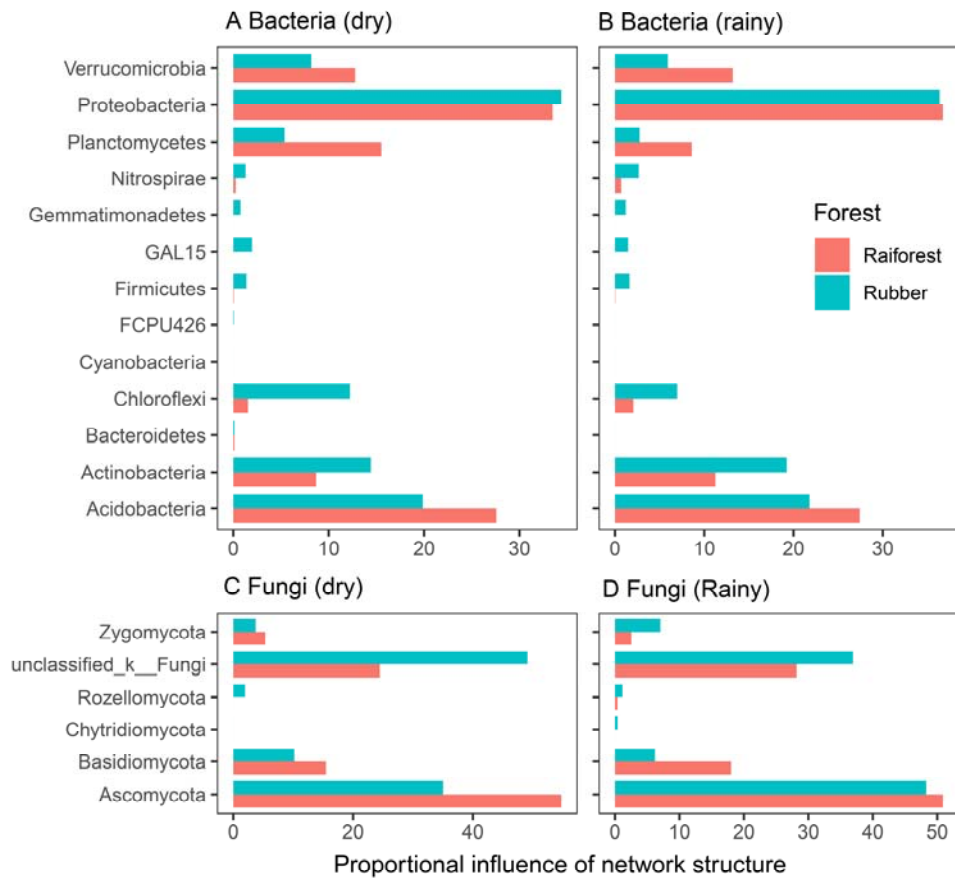 A Bacteria (dry)
B Bacteria (rainy)
Verrucomicrobia
Proteobacteria
Planctomycetes
Nitrospirae
Gemmatimonadetes
GAL15
Firmicutes
FCPU426
Cyanobacteria
Chloroflexi
Bacteroidetes
Actinobacteria
Acidobacteria
Forest
Raiforest
Rubber
0 10 20 30
0 10 20 30
C Fungi (dry)
D Fungi (Rainy)
Zygomycota
unclassified_k__Fungi
Rozellomycota
Chytridiomycota
Basidiomycota
Ascomycota
0 20 40
0 10 20 30 40 50
Proportional influence of network structure